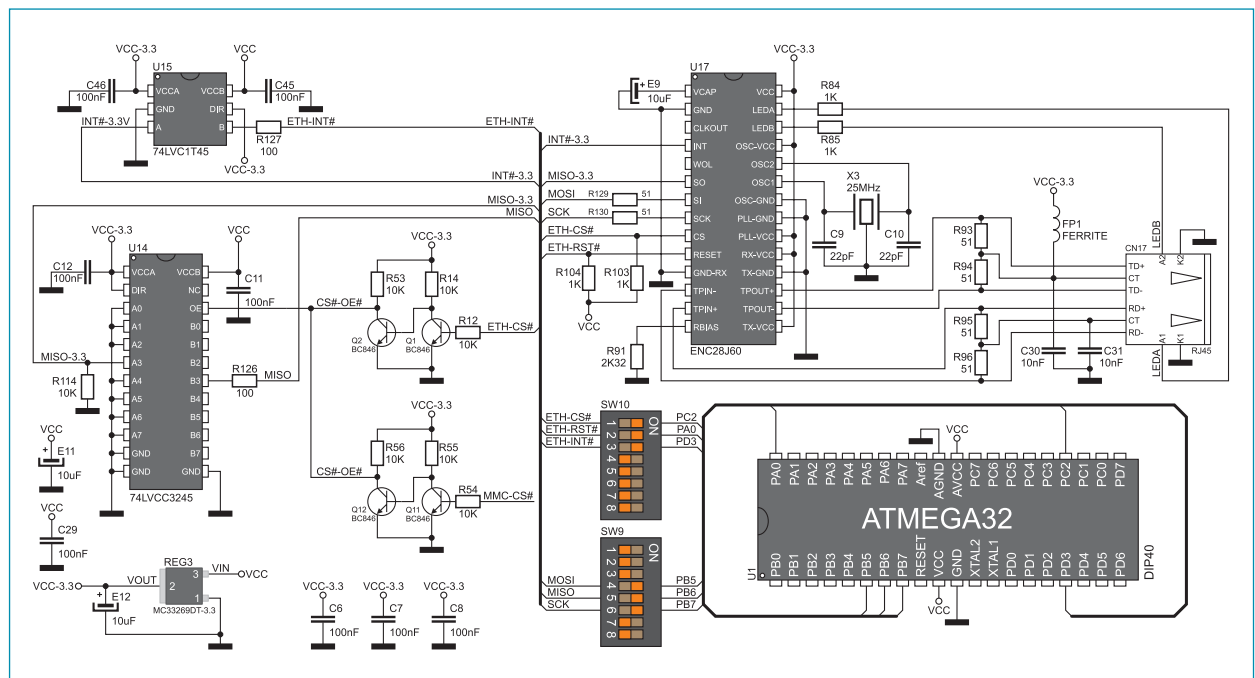 VCC-3.3
VCC
U15
C46
100nF
VCCA
VCCB
GND
DIR
A
B
C45
100nF
INT#-3.3V
ETH-INT#
R127
100
74LVC1T45
VCC-3.3
ETH-INT#
INT#-3.3
MISO-3.3
MISO
VCC-3.3
VCC
U14
C12
100nF
C11
100nF
VCCA
DIR
A0
A1
A2
A3
A4
A5
A6
A7
GND
GND
VCCB
NC
OE
B0
B1
B2
B3
B4
B5
B6
B7
GND
74LVCC3245
MISO-3.3
R114
10K
R126
100
MISO
CS#-OE#
VCC-3.3
R53
10K
R14
10K
Q2
BC846
Q1
BC846
R12
10K
ETH-CS#
VCC-3.3
R56
10K
R55
10K
CS#-OE#
Q12
BC846
Q11
BC846
R54
10K
MMC-CS#
VCC
E11
10uF
VCC
C29
100nF
REG3
VCC-3.3
VOUT
2
3
1
VIN
VCC
MC33269DT-3.3
E12
10uF
VCC-3.3
C6
100nF
VCC-3.3
C7
100nF
VCC-3.3
C8
100nF
INT#-3.3
MISO-3.3
MOSI
SCK
ETH-CS#
ETH-RST#
R129
51
R130
51
R104
1K
R103
1K
VCC
E9
10uF
VCC-3.3
U17
VCAP
GND
CLKOUT
INT
WOL
SO
SI
SCK
CS
RESET
GND-RX
TPIN-
TPIN+
RBIAS
VCC
LEDA
LEDB
OSC-VCC
OSC2
OSC1
OSC-GND
PLL-GND
PLL-VCC
RX-VCC
TX-GND
TPOUT+
TPOUT-
TX-VCC
ENC28J60
R91
2K32
R84
1K
R85
1K
X3
25MHz
C9
22pF
C10
22pF
R93
51
R94
51
R95
51
R96
51
VCC-3.3
FP1
FERRITE
C30
10nF
C31
10nF
CN17
LEDB
A2
K2
TD+
CT
TD-
RD+
CT
RD-
LEDA
A1
K1
RJ45
SW10
ETH-CS#
ETH-RST#
ETH-INT#
1
2
3
4
5
6
7
8
ON
PC2
PA0
PD3
SW9
MOSI
MISO
SCK
1
2
3
4
5
6
7
8
ON
PB5
PB6
PB7
VCC
PA0
PA1
PA2
PA3
PA4
PA5
PA6
PA7
Aref
AGND
AVCC
PC7
PC6
PC5
PC4
PC3
PC2
PC1
PC0
PD7
ATMEGA32
U1
PB0
PB1
PB2
PB3
PB4
PB5
PB6
PB7
RESET
VCC
GND
XTAL2
XTAL1
PD0
PD1
PD2
PD3
PD4
PD5
PD6
DIP40
VCC